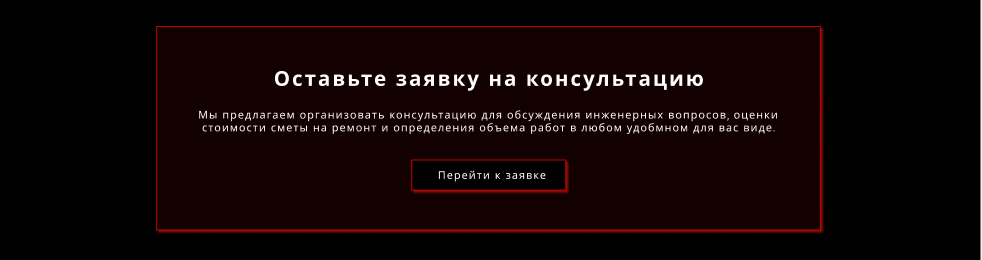 Оставьте заявку на консультацию
Мы предлагаем организовать консультацию для обсуждения инженерных вопросов, оценки
стоимости сметы на ремонт и определения объема работ в любом удобмном для вас виде.
Перейти к заявке